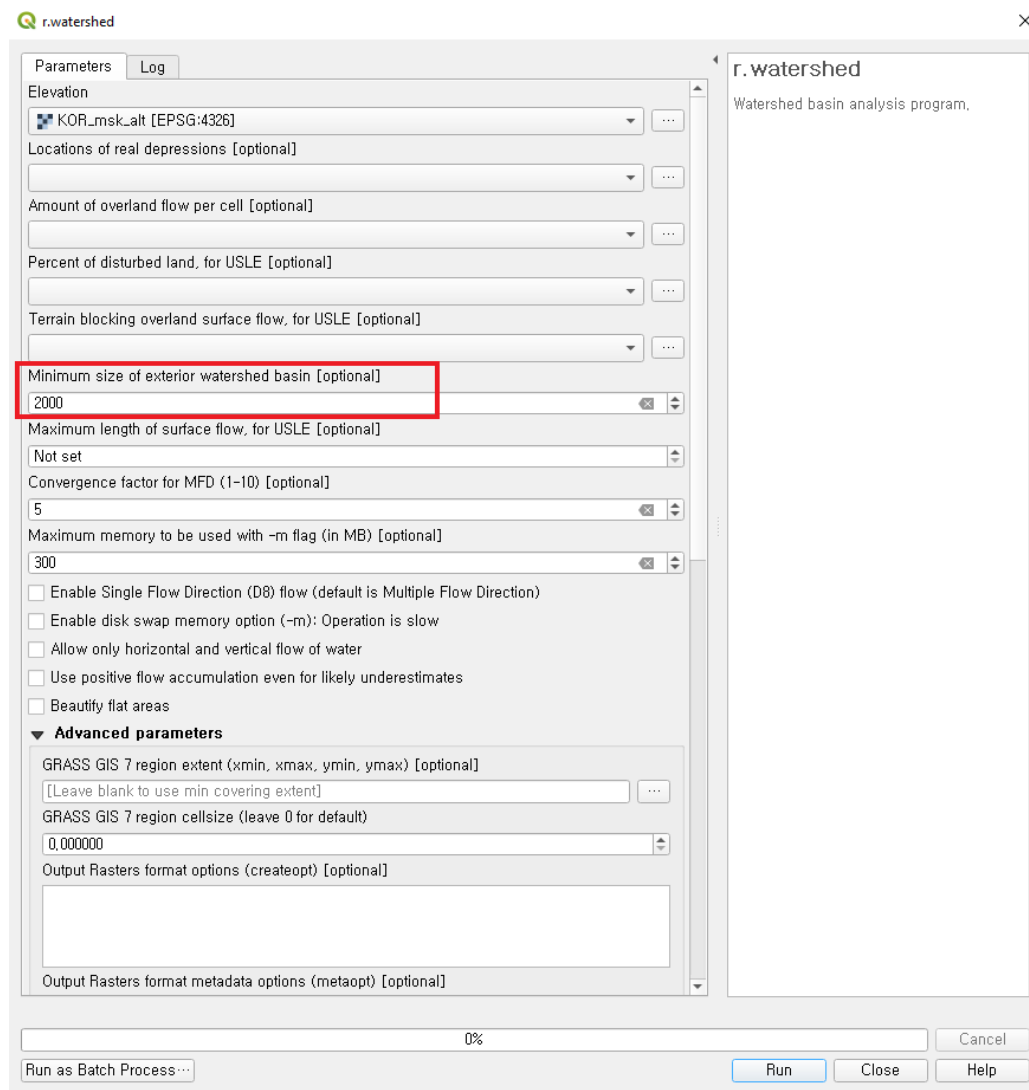 r.watershed
Parameters
Log
Elevation
KOR_msk_alt [EPSG:4326]
...
Locations of real depressions [optional]
...
Amount of overland flow per cell [optional]
...
Percent of disturbed land, for USLE [optional]
...
Terrain blocking overland surface flow, for USLE [optional]
...
Minimum size of exterior watershed basin [optional]
2000
Maximum length of surface flow, for USLE [optional]
Not set
Convergence factor for MFD (1-10) [optional]
5
Maximum memory to be used with -m flag (in MB) [optional]
300
Enable Single Flow Direction (D8) flow (default is Multiple Flow Direction)
Enable disk swap memory option (-m): Operation is slow
Allow only horizontal and vertical flow of water
Use positive flow accumulation even for likely underestimates
Beautify flat areas
Advanced parameters
GRASS GIS 7 region extent (xmin, xmax, ymin, ymax) [optional]
[Leave blank to use min covering extent]
...
GRASS GIS 7 region cellsize (leave 0 for default)
0,000000
Output Rasters format options (createopt) [optional]
Output Rasters format metadata options (metaopt) [optional]
r.watershed
Watershed basin analysis program.
0%
Cancel
Run as Batch Process...
Run
Close
Help